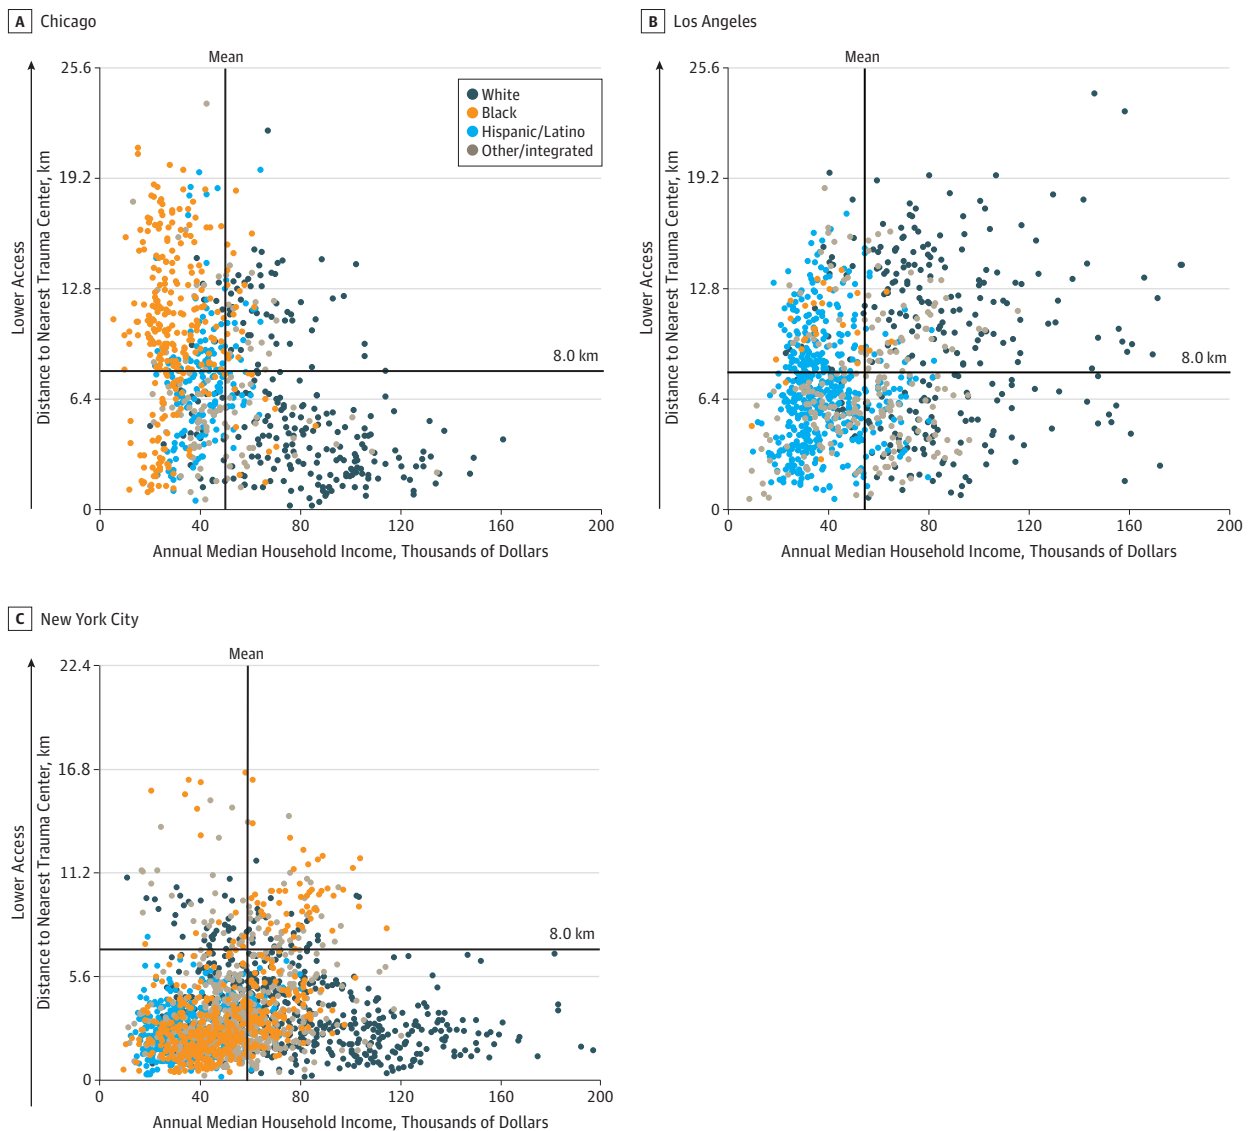 A Chicago
Mean
25.6
19.2
12.8
6.4
0
Lower Access
Distance to Nearest Trauma Center, km
White
Black
Hispanic/Latino
Other/integrated
8.0 km
0 40 80 120 160 200
Annual Median Household Income, Thousands of Dollars
B Los Angeles
Mean
25.6
19.2
12.8
6.4
0
Lower Access
Distance to Nearest Trauma Center, km
8.0 km
0 40 80 120 160 200
Annual Median Household Income, Thousands of Dollars
C New York City
Mean
22.4
16.8
11.2
5.6
0
Lower Access
Distance to Nearest Trauma Center, km
8.0 km
0 40 80 120 160 200
Annual Median Household Income, Thousands of Dollars